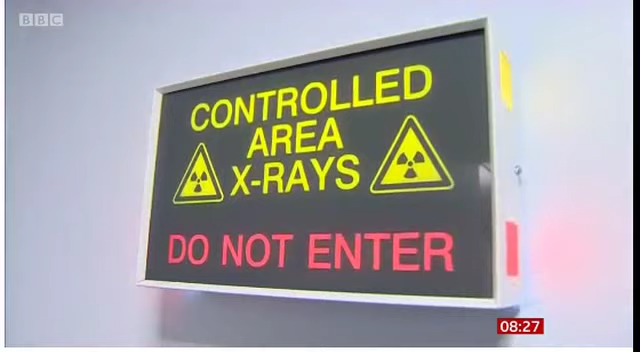 BBC
CONTROLLED
AREA
X-RAYS
DO NOT ENTER
08:27